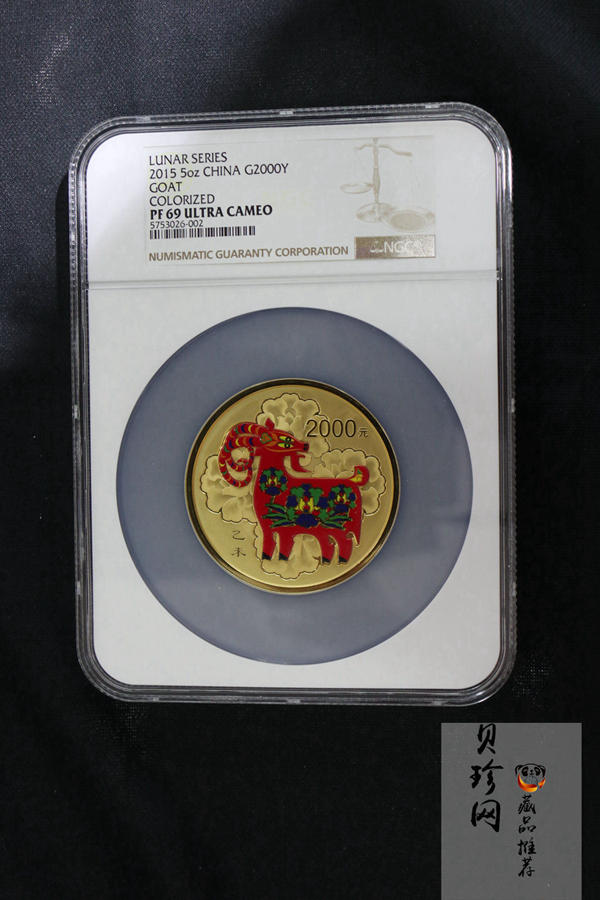 LUNAR SERIES
2015 5oz CHINA G2000Y
GOAT
COLORIZED
PF 69 ULTRA CAMEO
5753026-002
NUMISMATIC GUARANTY CORPORATION
NGC
2000元
乙未
贝珍网
藏品推荐